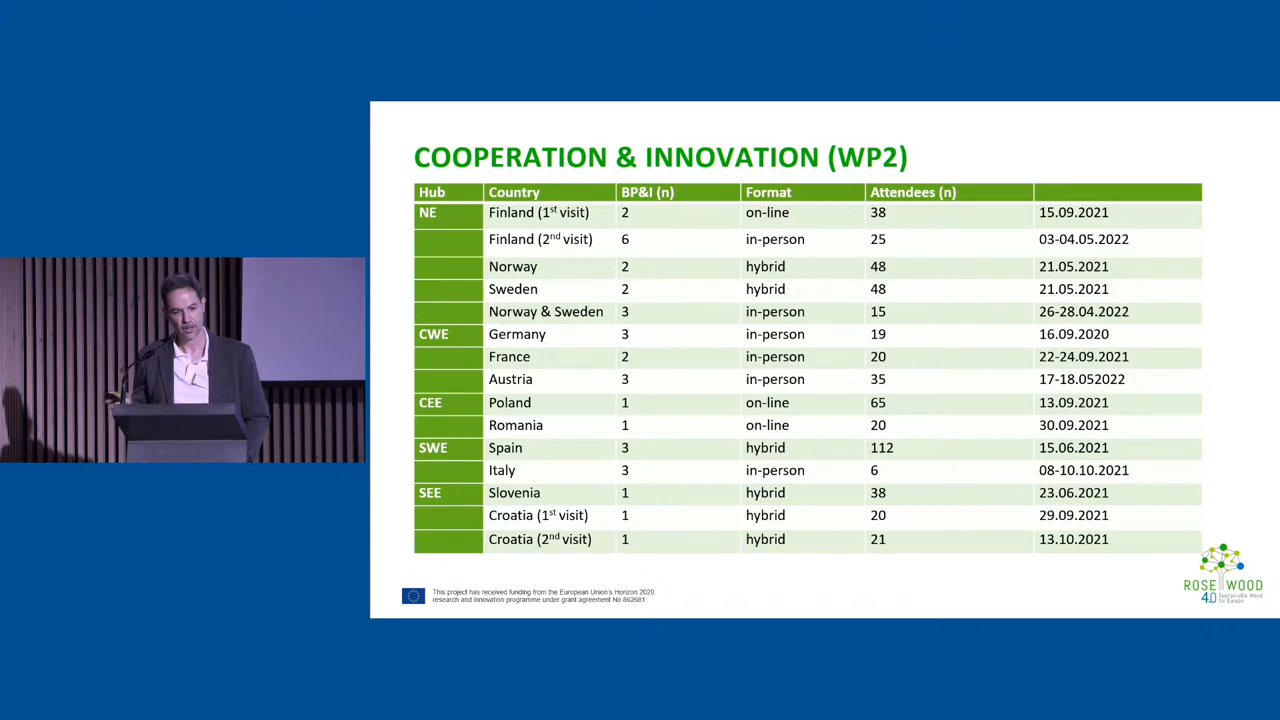 COOPERATION & INNOVATION (WP2)
Hub Country BP&I (n) Format Attendees (n)
NE Finland (1st visit) 2 on-line 38 15.09.2021
Finland (2nd visit) 6 in-person 25 03-04.05.2022
Norway 2 hybrid 48 21.05.2021
Sweden 2 hybrid 48 21.05.2021
Norway & Sweden 3 in-person 15 26-28.04.2022
CWE Germany 3 in-person 19 16.09.2020
France 2 in-person 20 22-24.09.2021
Austria 3 in-person 35 17-18.052022
CEE Poland 1 on-line 65 13.09.2021
Romania 1 on-line 20 30.09.2021
SWE Spain 3 hybrid 112 15.06.2021
Italy 3 in-person 6 08-10.10.2021
SEE Slovenia 1 hybrid 38 23.06.2021
Croatia (1st visit) 1 hybrid 20 29.09.2021
Croatia (2nd visit) 1 hybrid 21 13.10.2021
This project has received funding from the European Union's Horizon 2020
research and innovation programme under grant agreement No 862681.
ROSEWOOD
4.0 Sustainable Wood
for Europe